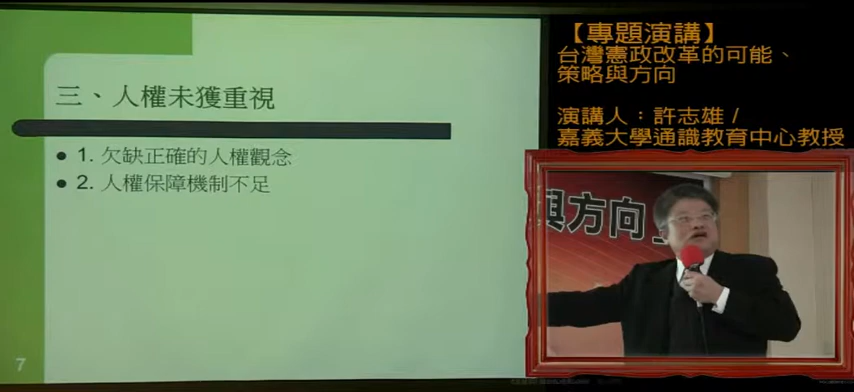 三、人權未獲重視
● 1. 欠缺正確的人權觀念
● 2. 人權保障機制不足
7
【專題演講】
台灣憲政改革的可能、
策略與方向
演講人：許志雄 /
嘉義大學通識教育中心教授
與方向